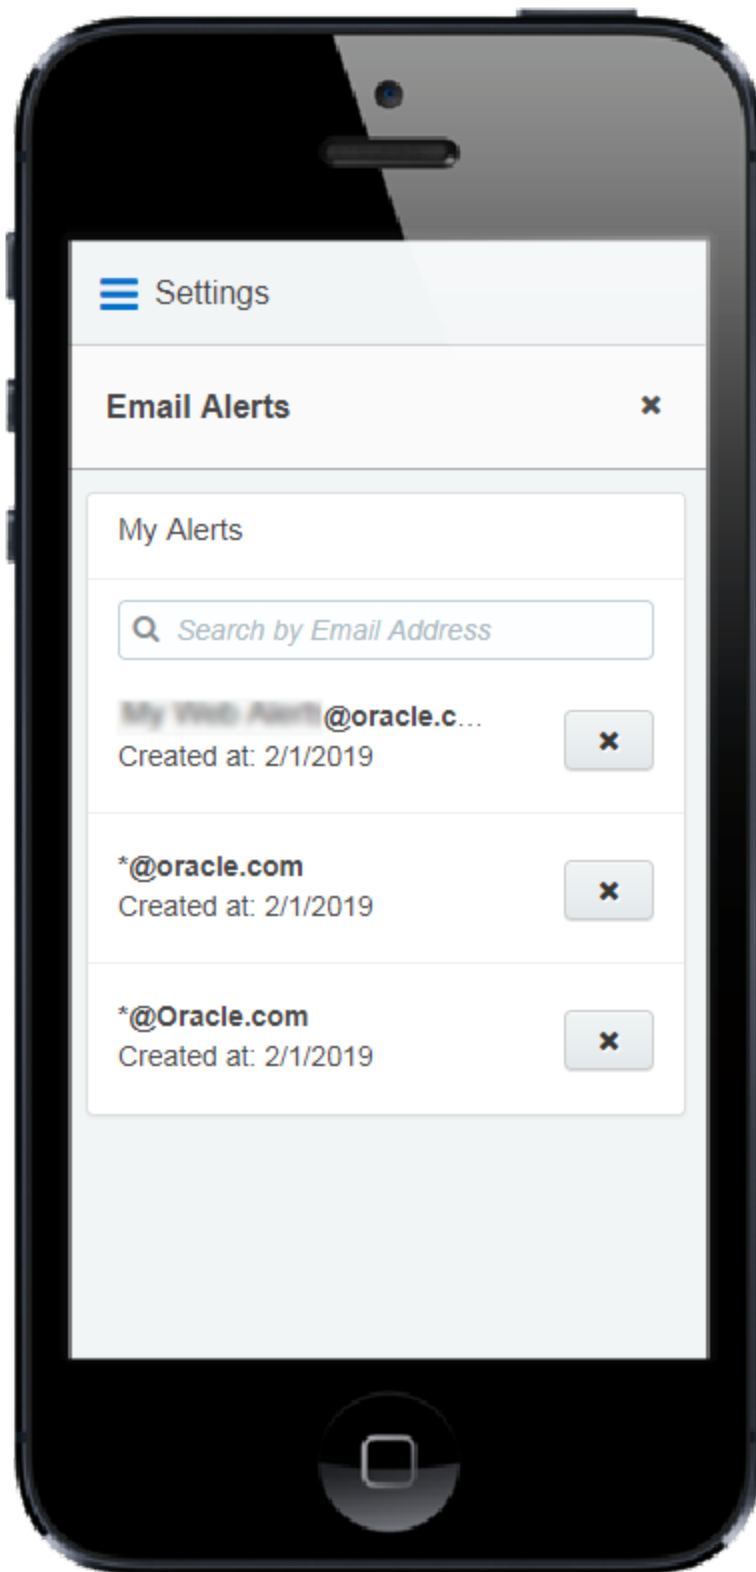 Settings
Email Alerts
My Alerts
Search by Email Address
@oracle.c...
Created at: 2/1/2019
*@oracle.com
Created at: 2/1/2019
*@Oracle.com
Created at: 2/1/2019